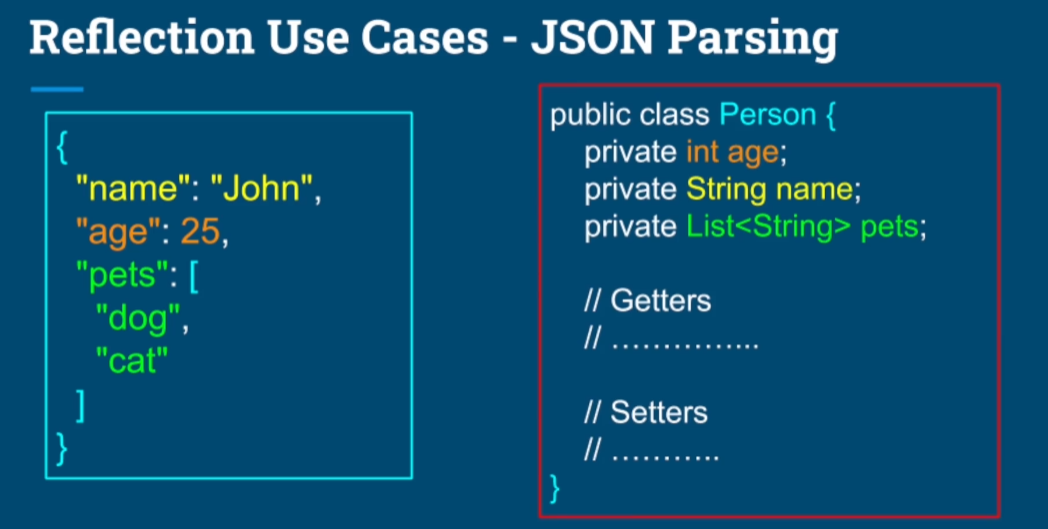 Reflection Use Cases - JSON Parsing
{
"name": "John",
"age": 25,
"pets": [
"dog",
"cat"
]
}
public class Person {
private int age;
private String name;
private List<String> pets;
// Getters
// ...............
// Setters
// ...........
}